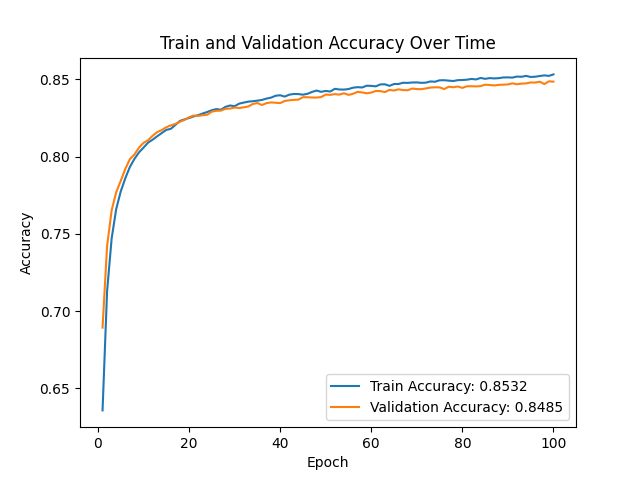 Train and Validation Accuracy Over Time
Accuracy
0.85
0.80
0.75
0.70
0.65
Train Accuracy: 0.8532
Validation Accuracy: 0.8485
0 20 40 60 80 100
Epoch